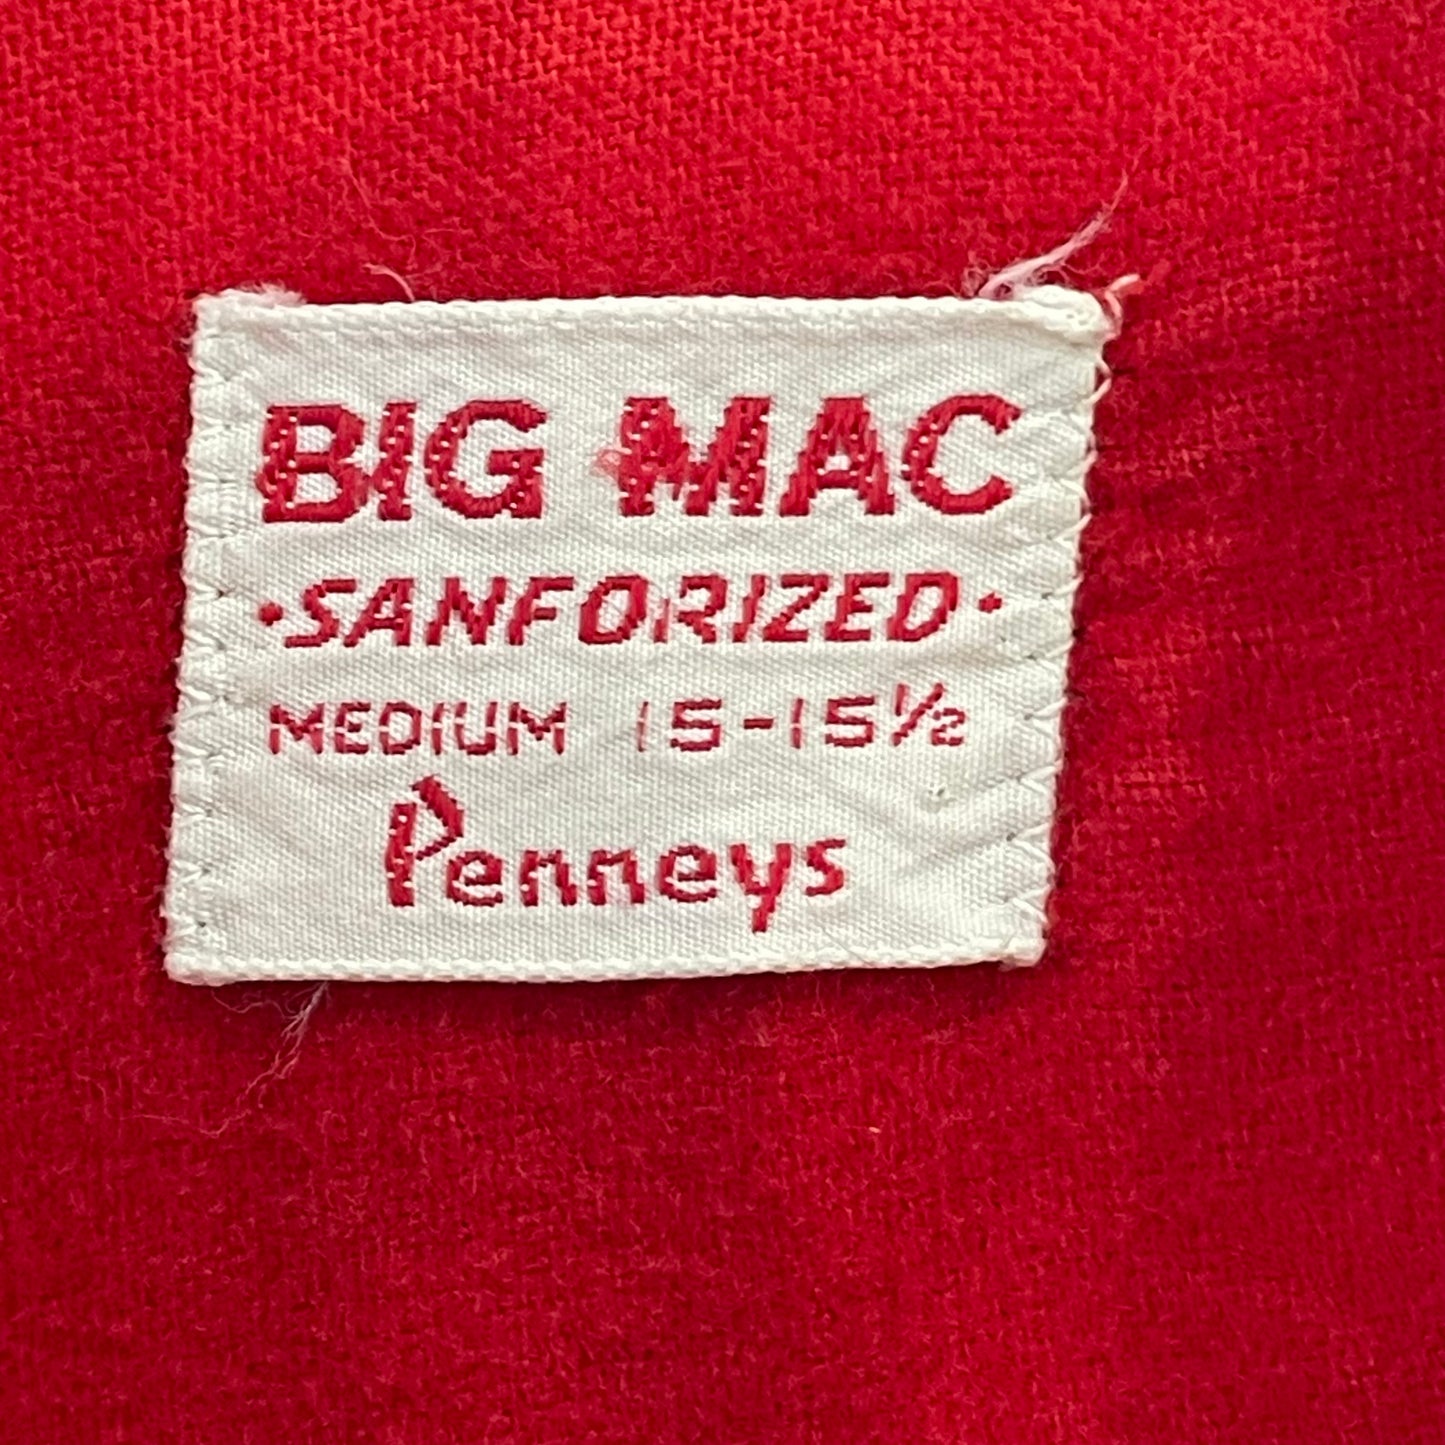 BIG MAC
·SANFORIZED·
MEDIUM 15-15½
Penneys